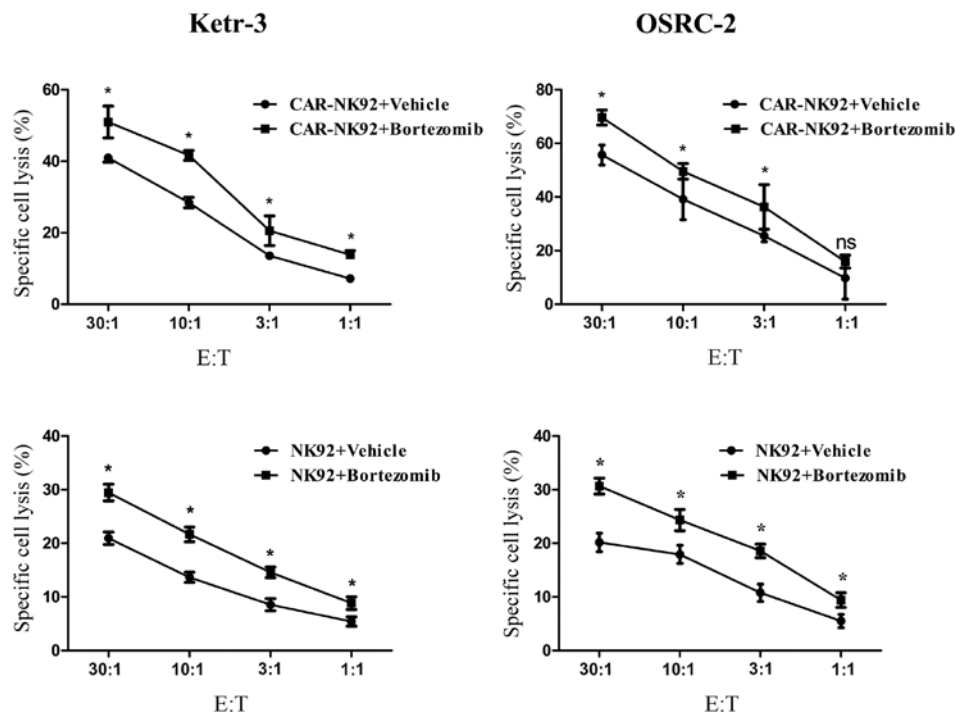 Ketr-3
OSRC-2
Specific cell lysis (%)
60
40
20
0
*
*
*
*
CAR-NK92+Vehicle
CAR-NK92+Bortezomib
30:1 10:1 3:1 1:1
E:T
Specific cell lysis (%)
80
60
40
20
0
*
*
*
ns
CAR-NK92+Vehicle
CAR-NK92+Bortezomib
30:1 10:1 3:1 1:1
E:T
Specific cell lysis (%)
40
30
20
10
0
*
*
*
*
NK92+Vehicle
NK92+Bortezomib
30:1 10:1 3:1 1:1
E:T
Specific cell lysis (%)
40
30
20
10
0
*
*
*
*
NK92+Vehicle
NK92+Bortezomib
30:1 10:1 3:1 1:1
E:T